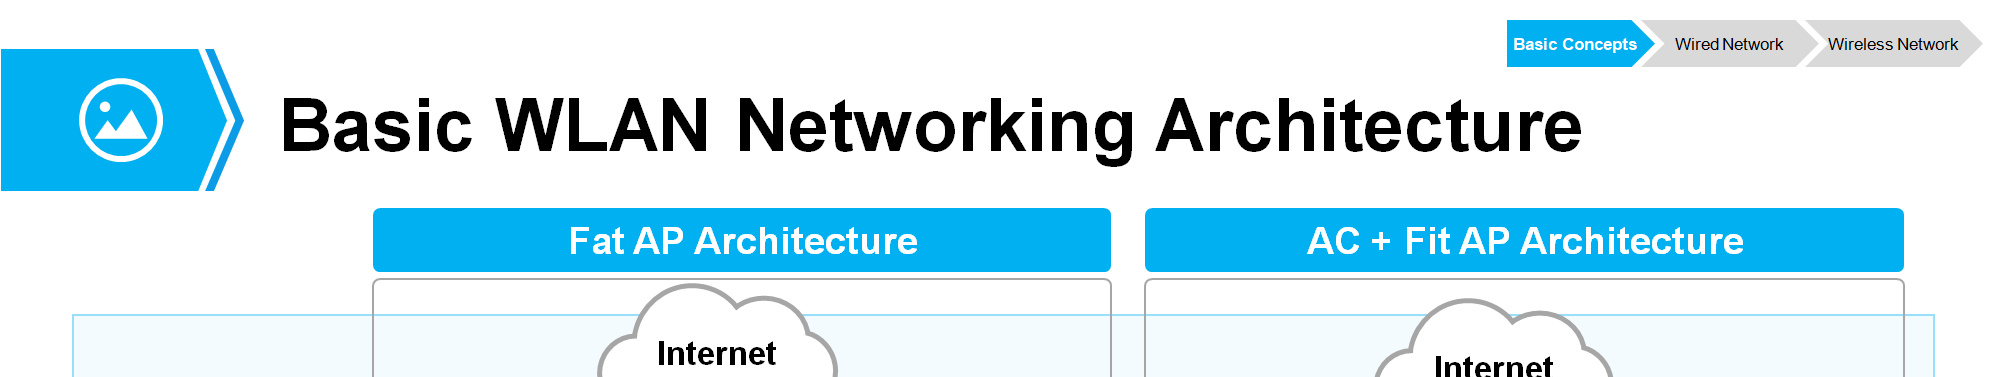 Basic Concepts Wired Network Wireless Network
Basic WLAN Networking Architecture
Fat AP Architecture AC + Fit AP Architecture
Internet
Internet